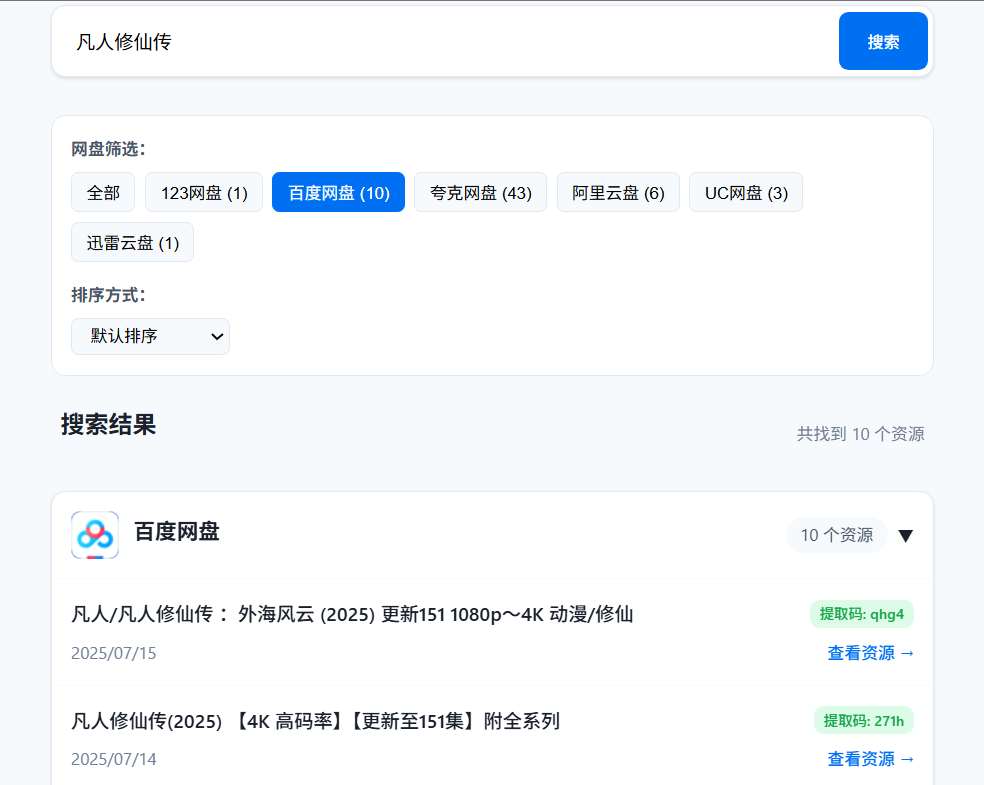 凡人修仙传
搜索
网盘筛选：
全部 123网盘 (1) 百度网盘 (10) 夸克网盘 (43) 阿里云盘 (6) UC网盘 (3)
迅雷云盘 (1)
排序方式：
默认排序
搜索结果
共找到 10 个资源
百度网盘
10 个资源 ▼
凡人/凡人修仙传： 外海风云 (2025) 更新151 1080p～4K 动漫/修仙
提取码: qhg4
2025/07/15
查看资源 →
凡人修仙传(2025) 【4K 高码率】【更新至151集】附全系列
提取码: 271h
2025/07/14
查看资源 →